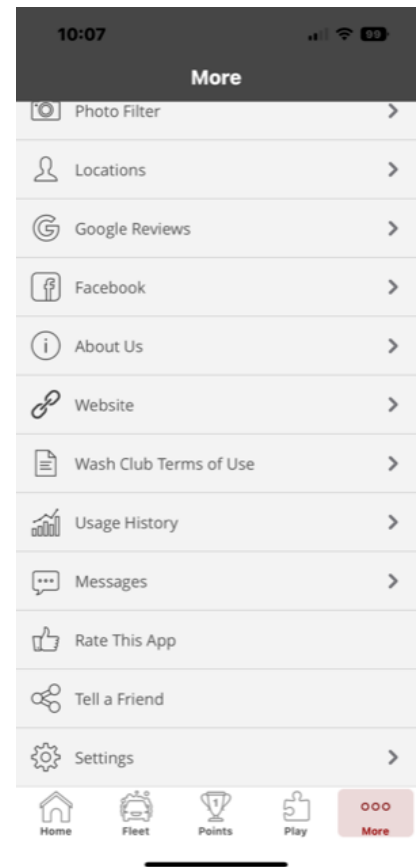 10:07
99
More
Photo Filter
Locations
Google Reviews
Facebook
About Us
Website
Wash Club Terms of Use
Usage History
Messages
Rate This App
Tell a Friend
Settings
1
Home Fleet Points Play More